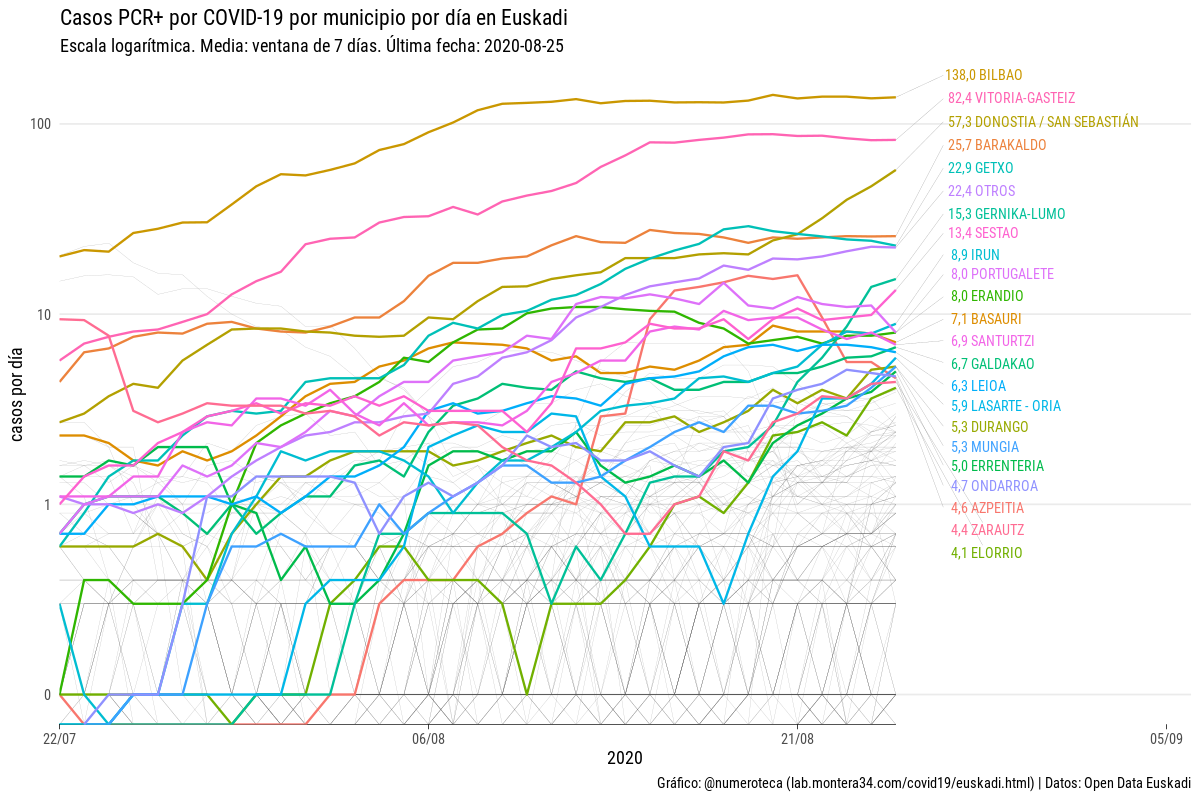 Casos PCR+ por COVID-19 por municipio por día en Euskadi
Escala logarítmica. Media: ventana de 7 días. Última fecha: 2020-08-25
138,0 BILBAO
82,4 VITORIA-GASTEIZ
57,3 DONOSTIA / SAN SEBASTIÁN
25,7 BARAKALDO
22,9 GETXO
22,4 OTROS
15,3 GERNIKA-LUMO
13,4 SESTAO
8,9 IRUN
8,0 PORTUGALETE
8,0 ERANDIO
7,1 BASAURI
6,9 SANTURTZI
6,7 GALDAKAO
6,3 LEIOA
5,9 LASARTE - ORIA
5,3 DURANGO
5,3 MUNGIA
5,0 ERRENTERIA
4,7 ONDARROA
4,6 AZPEITIA
4,4 ZARAUTZ
4,1 ELORRIO
casos por día
100
10
1
0
22/07
06/08
21/08
05/09
2020
Gráfico: @numeroteca (lab.montera34.com/covid19/euskadi.html) | Datos: Open Data Euskadi